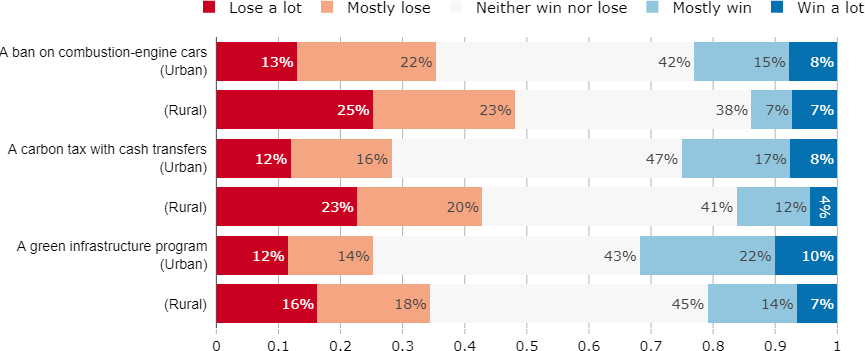 Lose a lot Mostly lose Neither win nor lose Mostly win Win a lot
A ban on combustion-engine cars
(Urban)
13% 22% 42% 15% 8%
(Rural)
25% 23% 38% 7% 7%
A carbon tax with cash transfers
(Urban)
12% 16% 47% 17% 8%
(Rural)
23% 20% 41% 12% 4%
A green infrastructure program
(Urban)
12% 14% 43% 22% 10%
(Rural)
16% 18% 45% 14% 7%
0 0.1 0.2 0.3 0.4 0.5 0.6 0.7 0.8 0.9 1